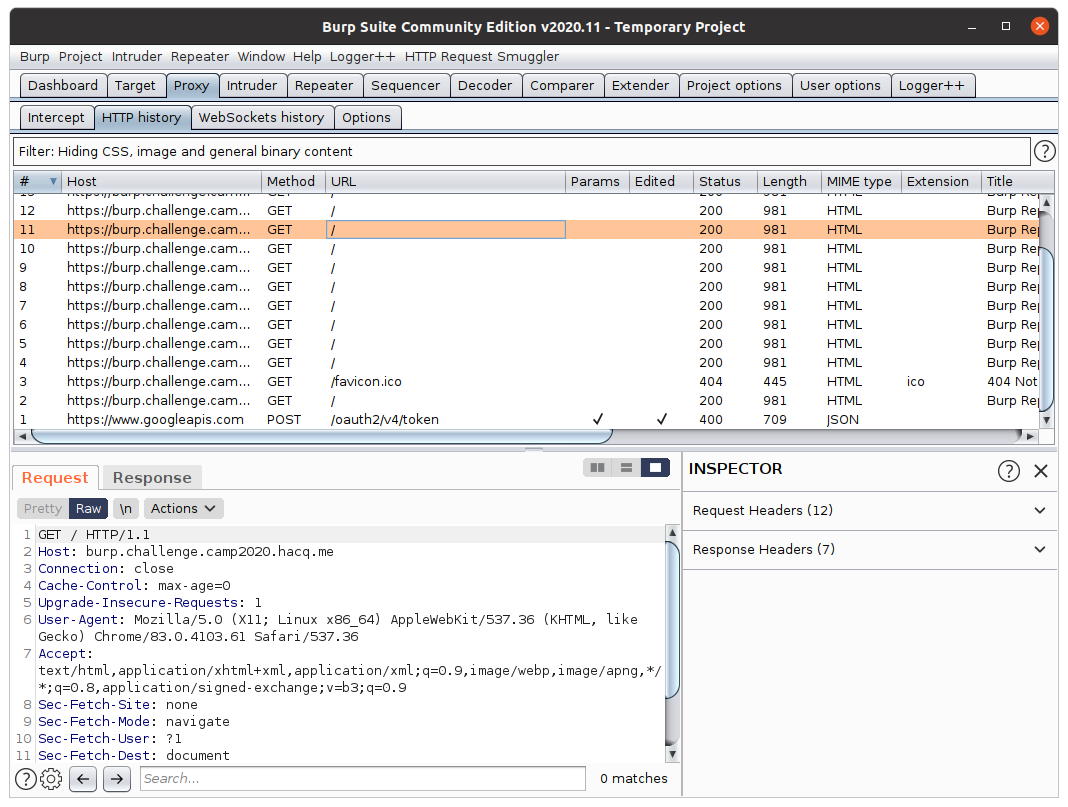 Burp Suite Community Edition v2020.11 - Temporary Project
Burp Project Intruder Repeater Window Help Logger++ HTTP Request Smuggler
Dashboard Target Proxy Intruder Repeater Sequencer Decoder Comparer Extender Project options User options Logger++
Intercept HTTP history WebSockets history Options
Filter: Hiding CSS, image and general binary content ?
# Host Method URL Params Edited Status Length MIME type Extension Title
12 https://burp.challenge.cam... GET / 200 981 HTML Burp Rep
11 https://burp.challenge.cam... GET / 200 981 HTML Burp Rep
10 https://burp.challenge.cam... GET / 200 981 HTML Burp Rep
9 https://burp.challenge.cam... GET / 200 981 HTML Burp Rep
8 https://burp.challenge.cam... GET / 200 981 HTML Burp Rep
7 https://burp.challenge.cam... GET / 200 981 HTML Burp Rep
6 https://burp.challenge.cam... GET / 200 981 HTML Burp Rep
5 https://burp.challenge.cam... GET / 200 981 HTML Burp Rep
4 https://burp.challenge.cam... GET / 200 981 HTML Burp Rep
3 https://burp.challenge.cam... GET /favicon.ico 404 445 HTML ico 404 Not
2 https://burp.challenge.cam... GET / 200 981 HTML Burp Rep
1 https://www.googleapis.com POST /oauth2/v4/token ✓ ✓ 400 709 JSON
Request Response
Pretty Raw \n Actions
1 GET / HTTP/1.1
2 Host: burp.challenge.camp2020.hacq.me
3 Connection: close
4 Cache-Control: max-age=0
5 Upgrade-Insecure-Requests: 1
6 User-Agent: Mozilla/5.0 (X11; Linux x86_64) AppleWebKit/537.36 (KHTML, like
Gecko) Chrome/83.0.4103.61 Safari/537.36
7 Accept:
text/html,application/xhtml+xml,application/xml;q=0.9,image/webp,image/apng,*/
*;q=0.8,application/signed-exchange;v=b3;q=0.9
8 Sec-Fetch-Site: none
9 Sec-Fetch-Mode: navigate
10 Sec-Fetch-User: ?1
11 Sec-Fetch-Dest: document
? Search... 0 matches
INSPECTOR ?
Request Headers (12)
Response Headers (7)